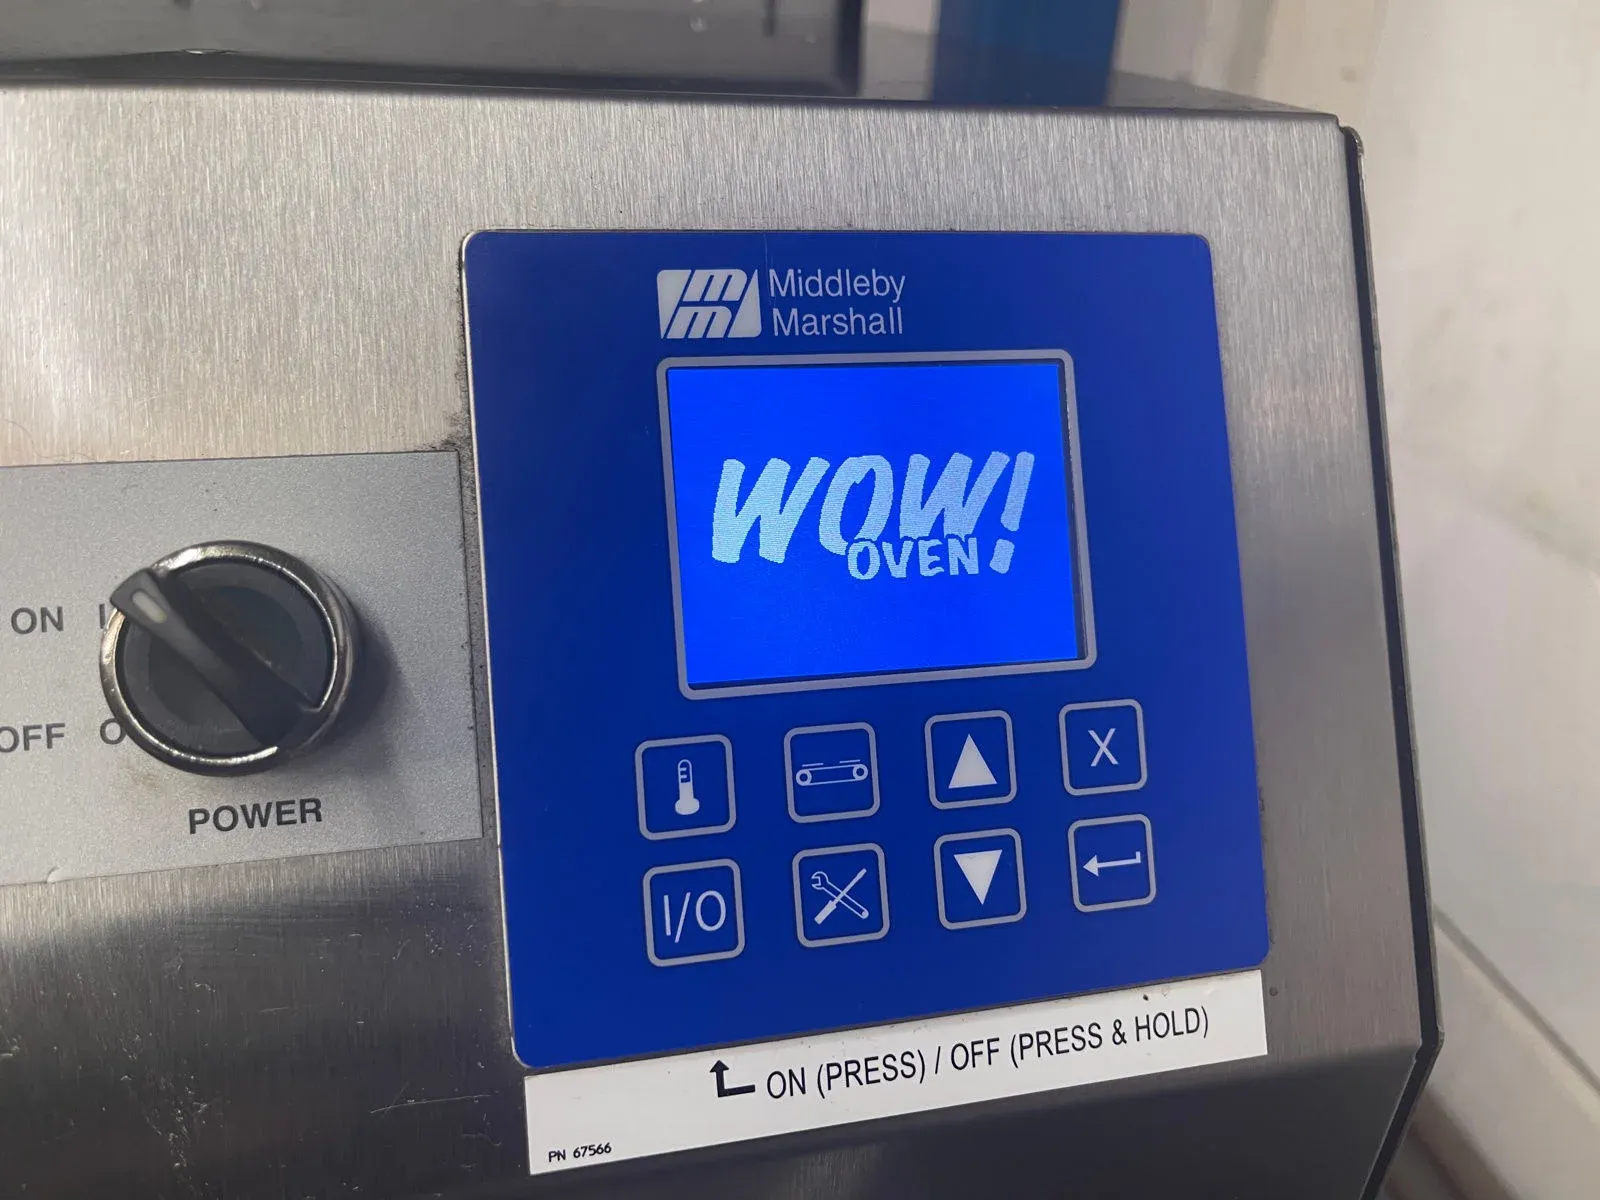 Middleby
Marshall
WOW!
OVEN
ON I
OFF O
POWER
X
I/O
ON (PRESS) / OFF (PRESS & HOLD)
PN 67566